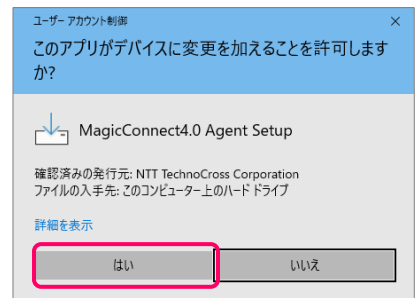 ユーザー アカウント制御
このアプリがデバイスに変更を加えることを許可します
か?
MagicConnect4.0 Agent Setup
確認済みの発行元: NTT TechnoCross Corporation
ファイルの入手先: このコンピューター上のハード ドライブ
詳細を表示
はい いいえ